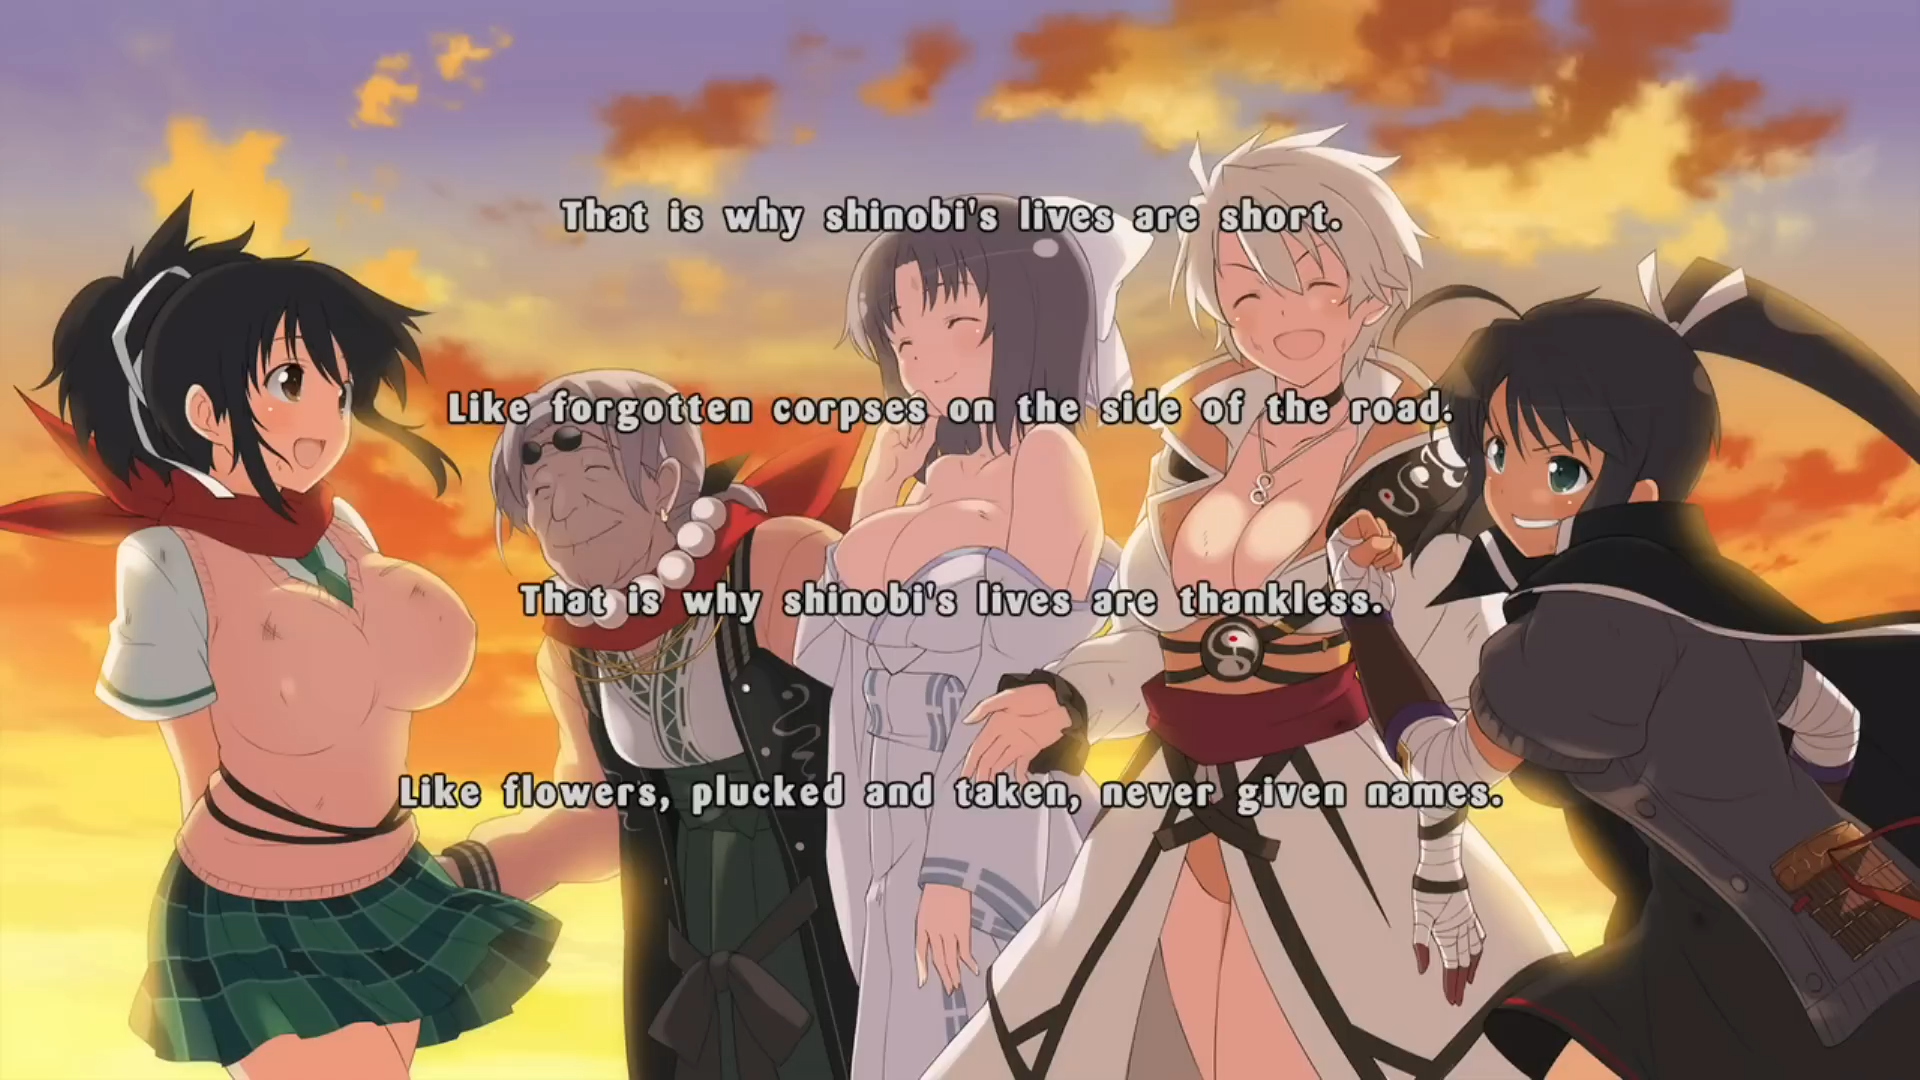 That is why shinobi's lives are short.
Like forgotten corpses on the side of the road.
That is why shinobi's lives are thankless.
Like flowers, plucked and taken, never given names.